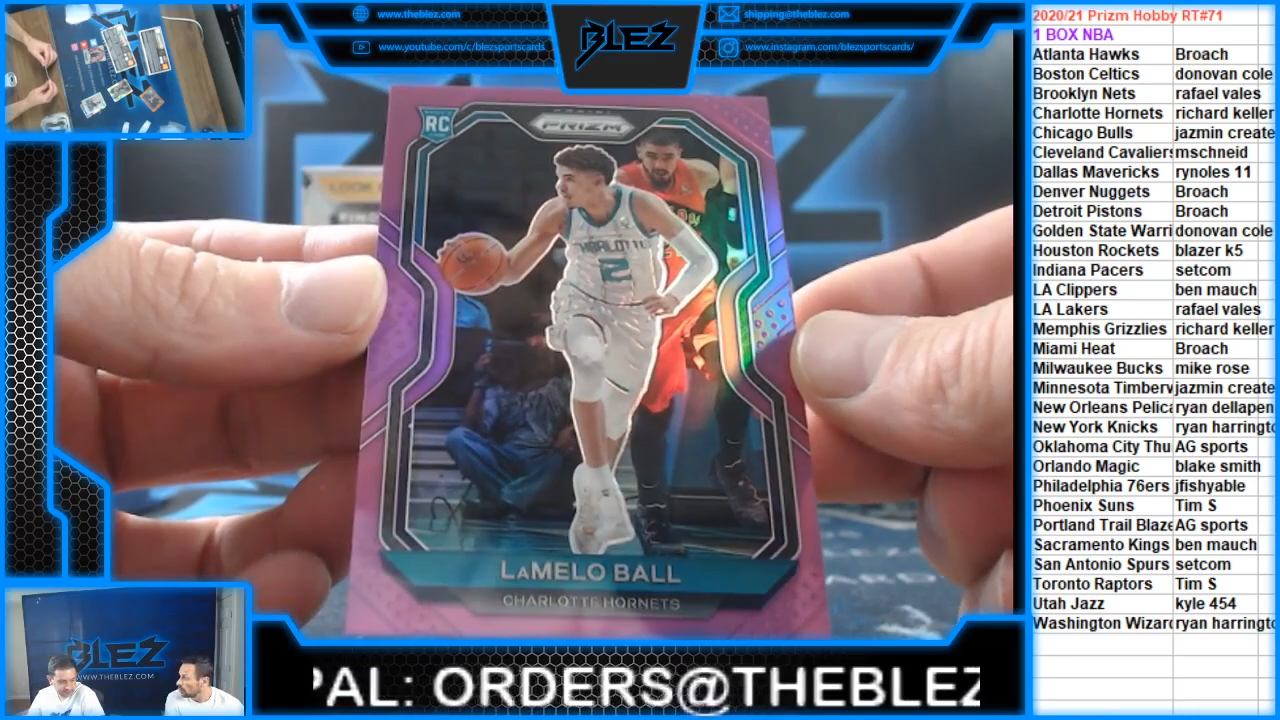 www.theblez.com
www.youtube.com/c/blezsportscards
BLEZ
shipping@theblez.com
www.instagram.com/blezsportscards/
RC
PRIZM
2
LAMELO BALL
CHARLOTTE HORNETS
BLEZ
WWW.THEBLEZ.COM
PAL: ORDERS@THEBLEZ
2020/21 Prizm Hobby RT#71
1 BOX NBA
Atlanta Hawks Broach
Boston Celtics donovan cole
Brooklyn Nets rafael vales
Charlotte Hornets richard keller
Chicago Bulls jazmin create
Cleveland Cavaliers mschneid
Dallas Mavericks rynoles 11
Denver Nuggets Broach
Detroit Pistons Broach
Golden State Warri donovan cole
Houston Rockets blazer k5
Indiana Pacers setcom
LA Clippers ben mauch
LA Lakers rafael vales
Memphis Grizzlies richard keller
Miami Heat Broach
Milwaukee Bucks mike rose
Minnesota Timberv jazmin create
New Orleans Pelica ryan dellapen
New York Knicks ryan harringto
Oklahoma City Thu AG sports
Orlando Magic blake smith
Philadelphia 76ers jfishyable
Phoenix Suns Tim S
Portland Trail Blaze AG sports
Sacramento Kings ben mauch
San Antonio Spurs setcom
Toronto Raptors Tim S
Utah Jazz kyle 454
Washington Wizard ryan harringto